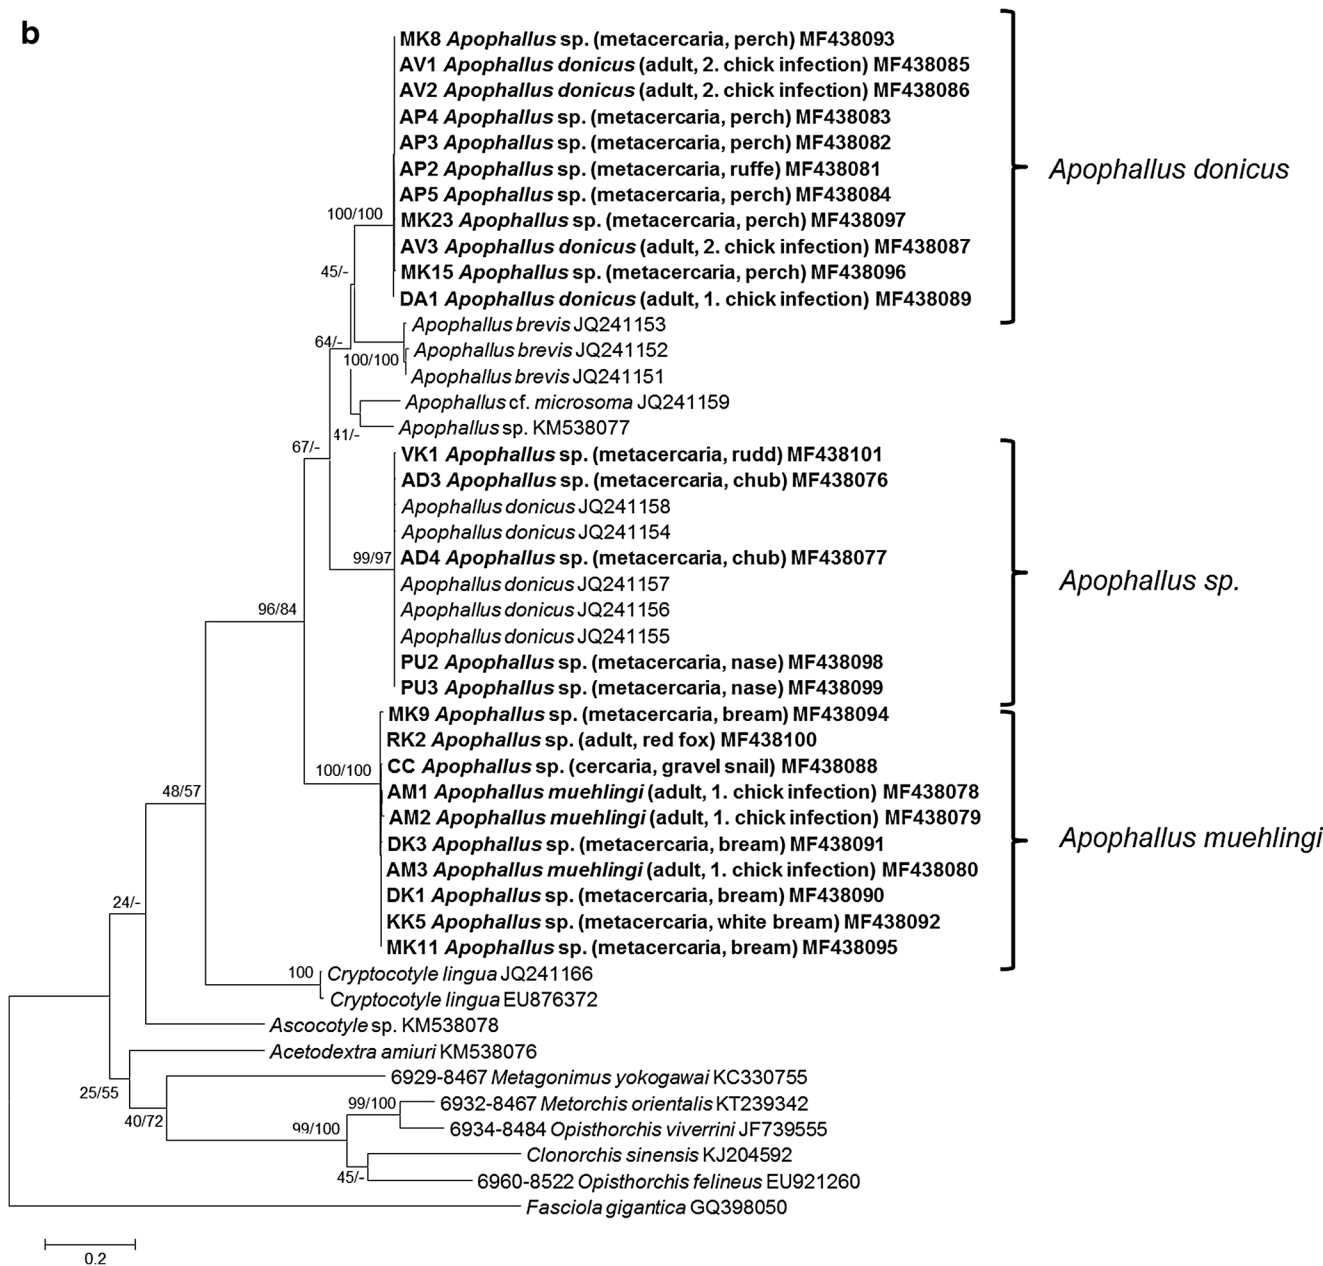 b
MK8 Apophallus sp. (metacercaria, perch) MF438093
AV1 Apophallus donicus (adult, 2. chick infection) MF438085
AV2 Apophallus donicus (adult, 2. chick infection) MF438086
AP4 Apophallus sp. (metacercaria, perch) MF438083
AP3 Apophallus sp. (metacercaria, perch) MF438082
AP2 Apophallus sp. (metacercaria, ruffe) MF438081
Apophallus donicus
AP5 Apophallus sp. (metacercaria, perch) MF438084
100/100
MK23 Apophallus sp. (metacercaria, perch) MF438097
AV3 Apophallus donicus (adult, 2. chick infection) MF438087
45/-
MK15 Apophallus sp. (metacercaria, perch) MF438096
DA1 Apophallus donicus (adult, 1. chick infection) MF438089
Apophallus brevis JQ241153
64/-
Apophallus brevis JQ241152
100/100
Apophallus brevis JQ241151
Apophallus cf. microsoma JQ241159
Apophallus sp. KM538077
41/-
67/-
VK1 Apophallus sp. (metacercaria, rudd) MF438101
AD3 Apophallus sp. (metacercaria, chub) MF438076
Apophallus donicus JQ241158
Apophallus donicus JQ241154
99/97
AD4 Apophallus sp. (metacercaria, chub) MF438077
Apophallus donicus JQ241157
Apophallus sp.
Apophallus donicus JQ241156
96/84
Apophallus donicus JQ241155
PU2 Apophallus sp. (metacercaria, nase) MF438098
PU3 Apophallus sp. (metacercaria, nase) MF438099
MK9 Apophallus sp. (metacercaria, bream) MF438094
RK2 Apophallus sp. (adult, red fox) MF438100
100/100
CC Apophallus sp. (cercaria, gravel snail) MF438088
48/57
AM1 Apophallus muehlingi (adult, 1. chick infection) MF438078
AM2 Apophallus muehlingi (adult, 1. chick infection) MF438079
Apophallus muehlingi
DK3 Apophallus sp. (metacercaria, bream) MF438091
AM3 Apophallus muehlingi (adult, 1. chick infection) MF438080
DK1 Apophallus sp. (metacercaria, bream) MF438090
24/-
KK5 Apophallus sp. (metacercaria, white bream) MF438092
MK11 Apophallus sp. (metacercaria, bream) MF438095
100
Cryptocotyle lingua JQ241166
Cryptocotyle lingua EU876372
Ascocotyle sp. KM538078
Acetodextra amiuri KM538076
6929-8467 Metagonimus yokogawai KC330755
25/55
99/100
6932-8467 Metorchis orientalis KT239342
40/72
99/100
6934-8484 Opisthorchis viverrini JF739555
Clonorchis sinensis KJ204592
45/-
6960-8522 Opisthorchis felineus EU921260
Fasciola gigantica GQ398050
0.2